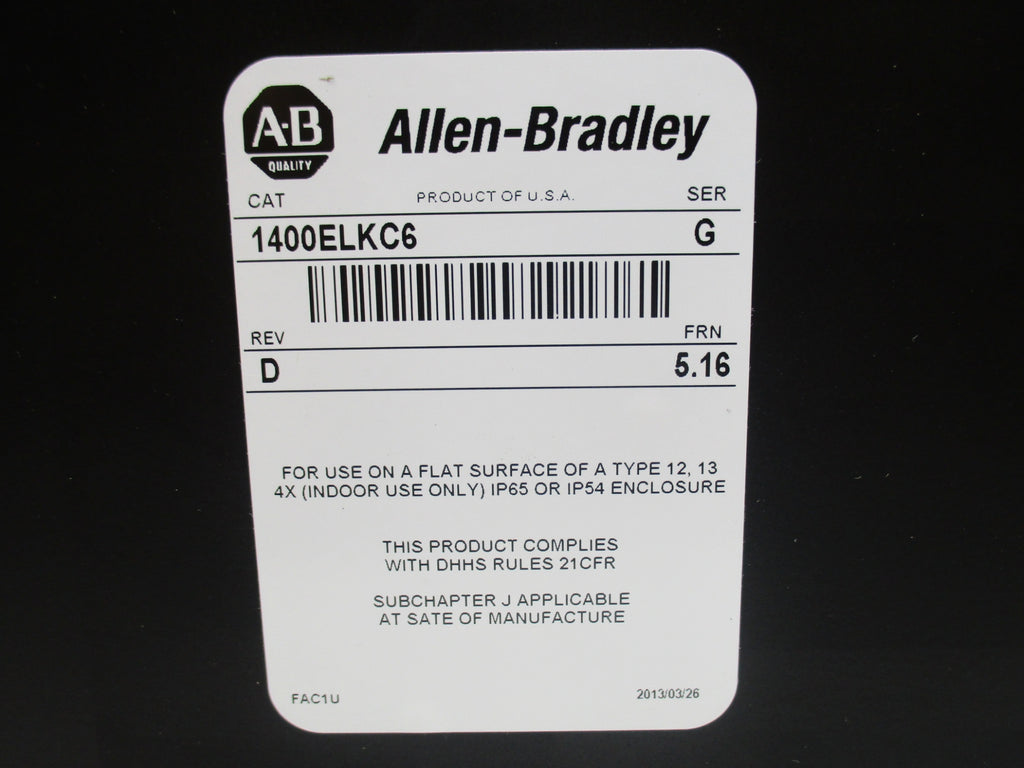 A-B
QUALITY
Allen-Bradley
CAT PRODUCT OF U.S.A. SER
1400ELKC6 G
REV FRN
D 5.16
FOR USE ON A FLAT SURFACE OF A TYPE 12, 13
4X (INDOOR USE ONLY) IP65 OR IP54 ENCLOSURE
THIS PRODUCT COMPLIES
WITH DHHS RULES 21CFR
SUBCHAPTER J APPLICABLE
AT SATE OF MANUFACTURE
FAC1U 2013/03/26